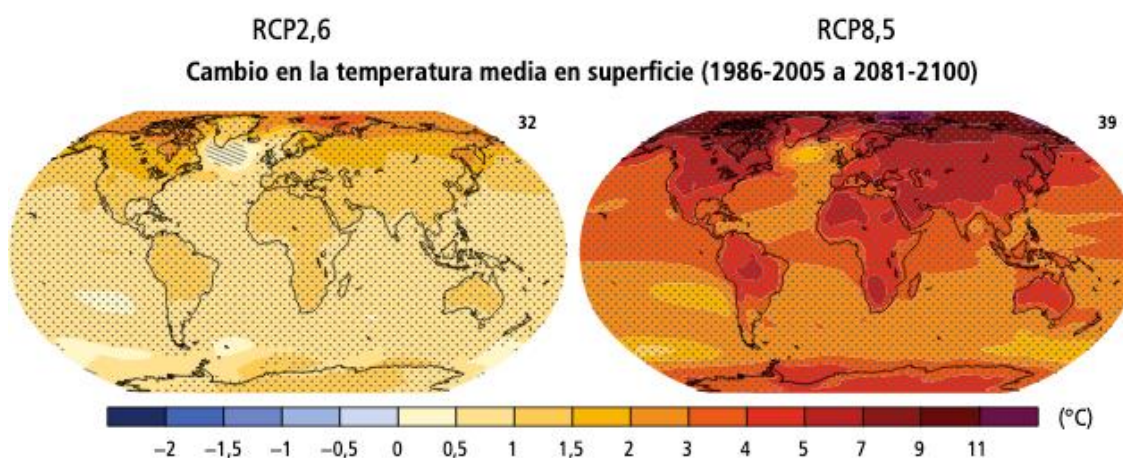 RCP2,6 RCP8,5
Cambio en la temperatura media en superficie (1986-2005 a 2081-2100)
32 39
(°C)
−2 −1,5 −1 −0,5 0 0,5 1 1,5 2 3 4 5 7 9 11